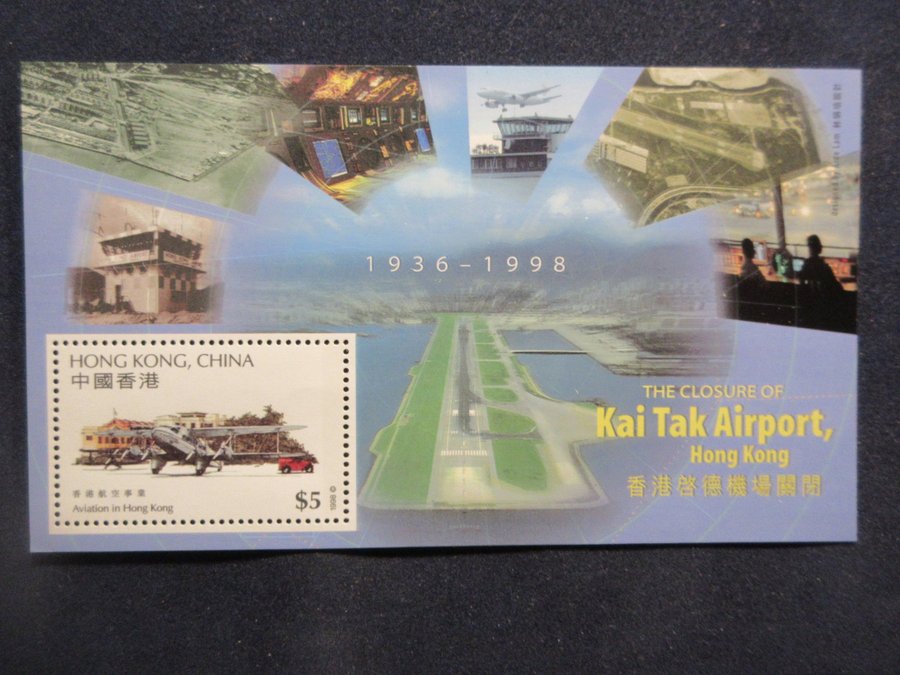 1936–1998
HONG KONG, CHINA
中國香港
香港航空事業
Aviation in Hong Kong
$5
1998 ©
THE CLOSURE OF
Kai Tak Airport,
Hong Kong
香港啓德機場關閉